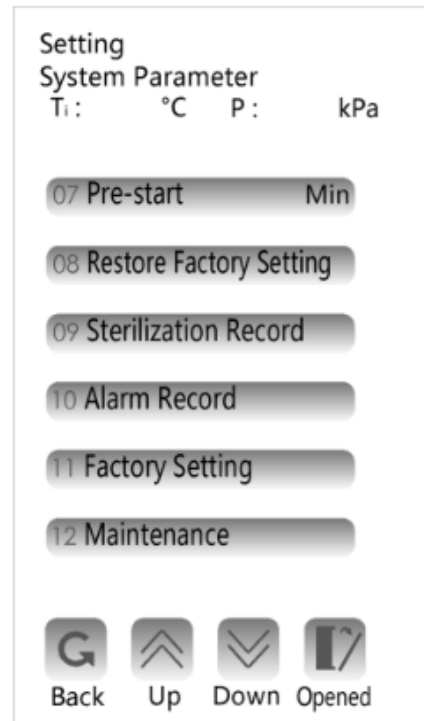 Setting
System Parameter
Ti : °C P : kPa
07 Pre-start Min
08 Restore Factory Setting
09 Sterilization Record
10 Alarm Record
11 Factory Setting
12 Maintenance
Back Up Down Opened